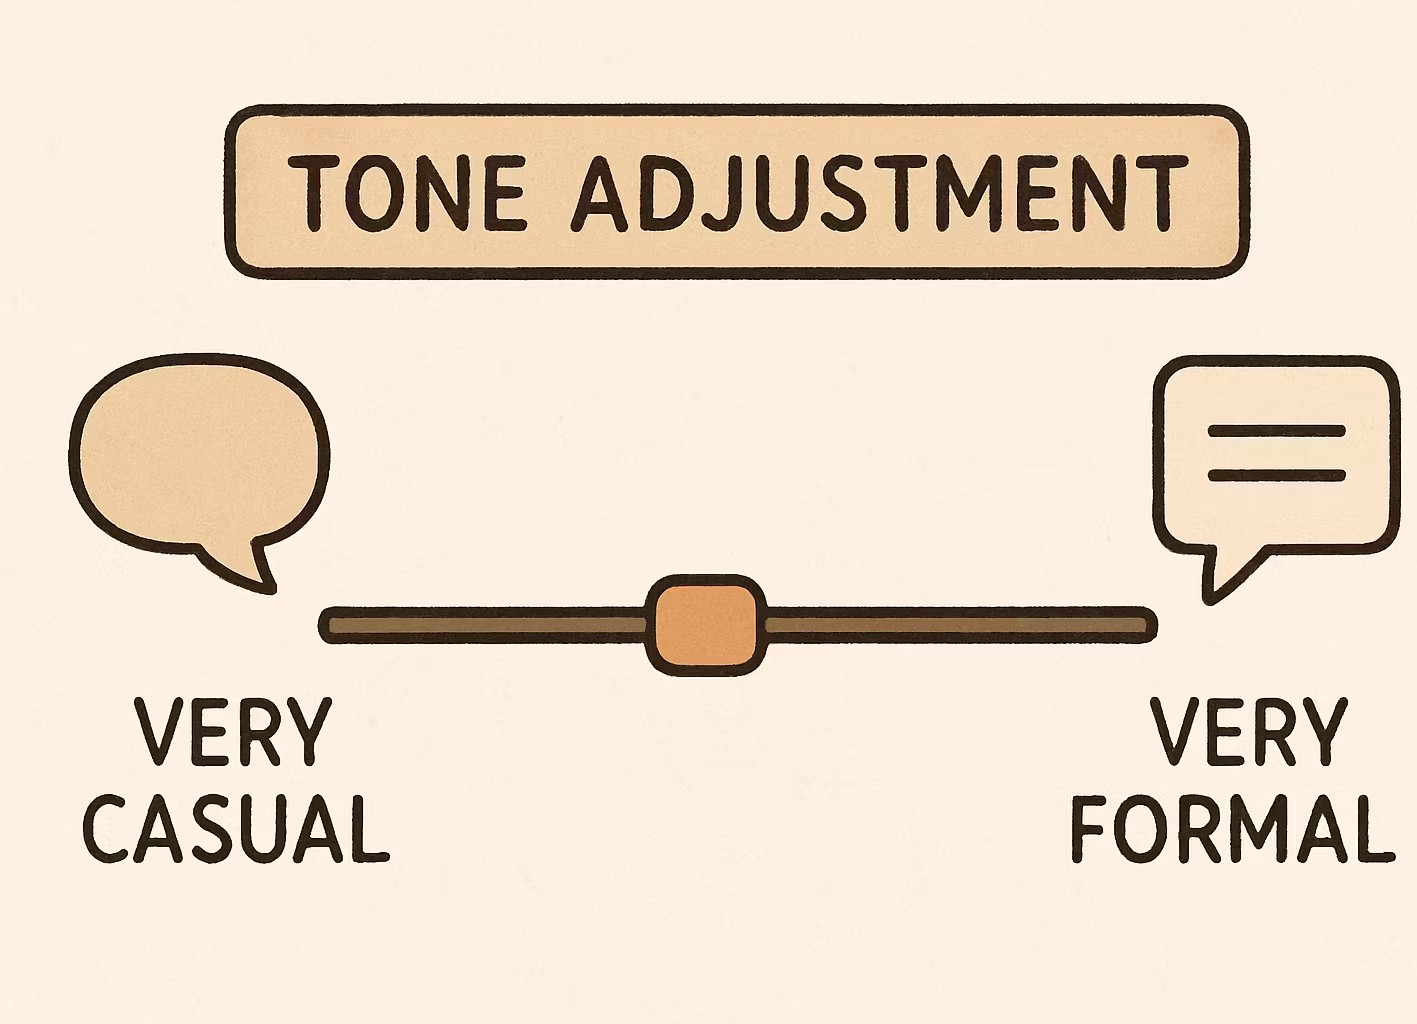 TONE ADJUSTMENT
VERY
CASUAL
VERY
FORMAL